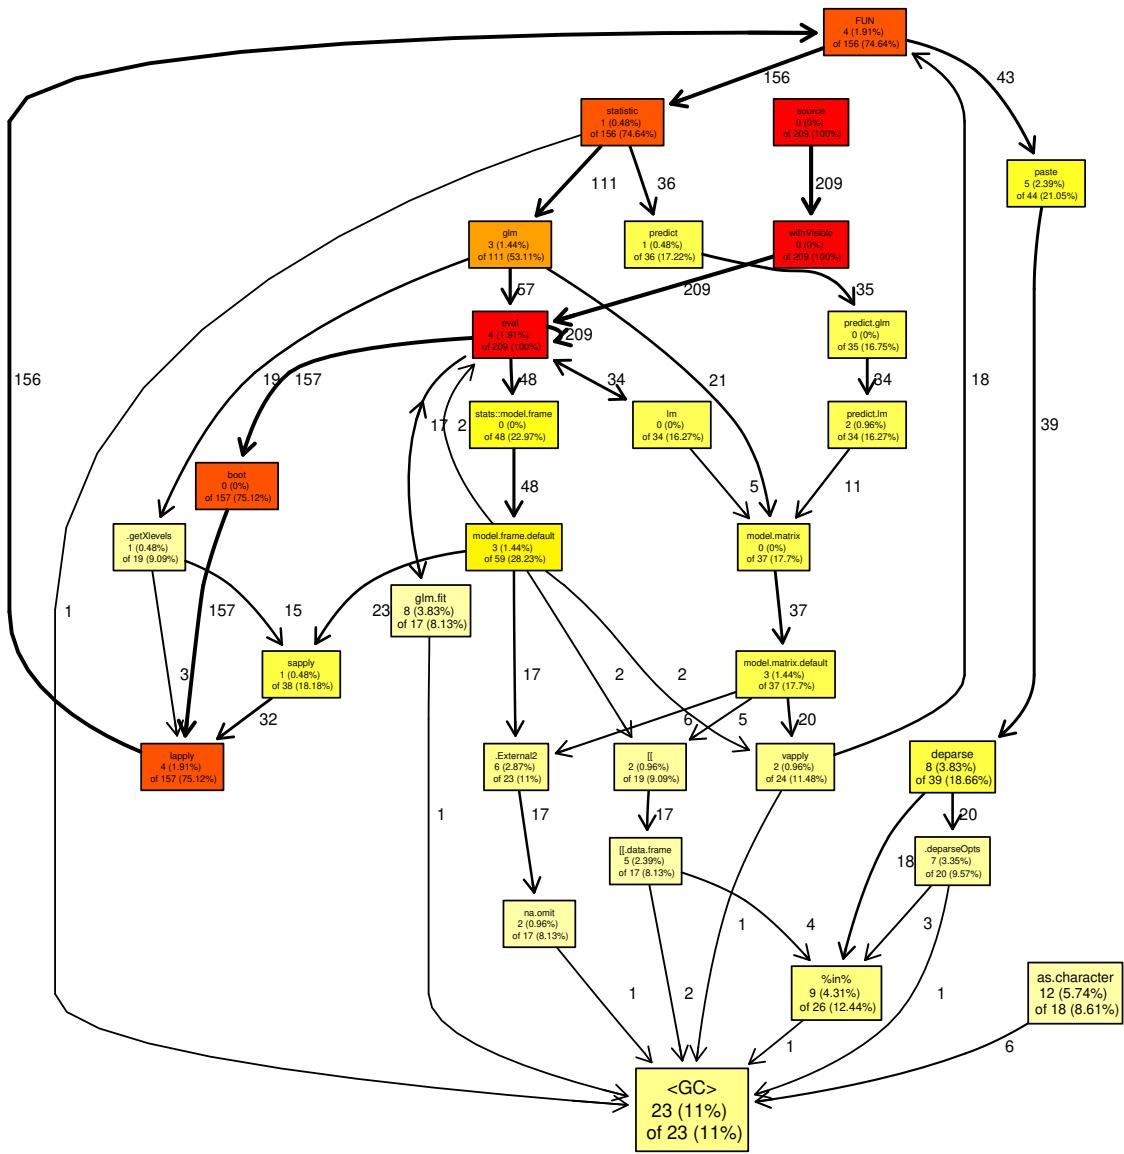 FUN
4 (1.91%)
of 156 (74.64%)
156
43
statistic
1 (0.48%)
of 156 (74.64%)
source
0 (0%)
of 209 (100%)
paste
5 (2.39%)
of 44 (21.05%)
111
36
209
glm
3 (1.44%)
of 111 (53.11%)
predict
1 (0.48%)
of 36 (17.22%)
withVisible
0 (0%)
of 209 (100%)
57
209
35
eval
4 (1.91%)
of 209 (100%)
209
predict.glm
0 (0%)
of 35 (16.75%)
156
19
157
48
34
21
34
18
17
2
stats::model.frame
0 (0%)
of 48 (22.97%)
lm
0 (0%)
of 34 (16.27%)
predict.lm
2 (0.96%)
of 34 (16.27%)
39
boot
0 (0%)
of 157 (75.12%)
48
5
11
.getXlevels
1 (0.48%)
of 19 (9.09%)
model.frame.default
3 (1.44%)
of 59 (28.23%)
model.matrix
0 (0%)
of 37 (17.7%)
1
157
15
23
glm.fit
8 (3.83%)
of 17 (8.13%)
37
3
sapply
1 (0.48%)
of 38 (18.18%)
17
2
2
model.matrix.default
3 (1.44%)
of 37 (17.7%)
32
6
5
20
lapply
4 (1.91%)
of 157 (75.12%)
.External2
6 (2.87%)
of 23 (11%)
[[
2 (0.96%)
of 19 (9.09%)
vapply
2 (0.96%)
of 24 (11.48%)
deparse
8 (3.83%)
of 39 (18.66%)
1
17
17
20
[[.data.frame
5 (2.39%)
of 17 (8.13%)
18
.deparseOpts
7 (3.35%)
of 20 (9.57%)
na.omit
2 (0.96%)
of 17 (8.13%)
1
4
3
%in%
9 (4.31%)
of 26 (12.44%)
as.character
12 (5.74%)
of 18 (8.61%)
1
2
1
1
6
<GC>
23 (11%)
of 23 (11%)